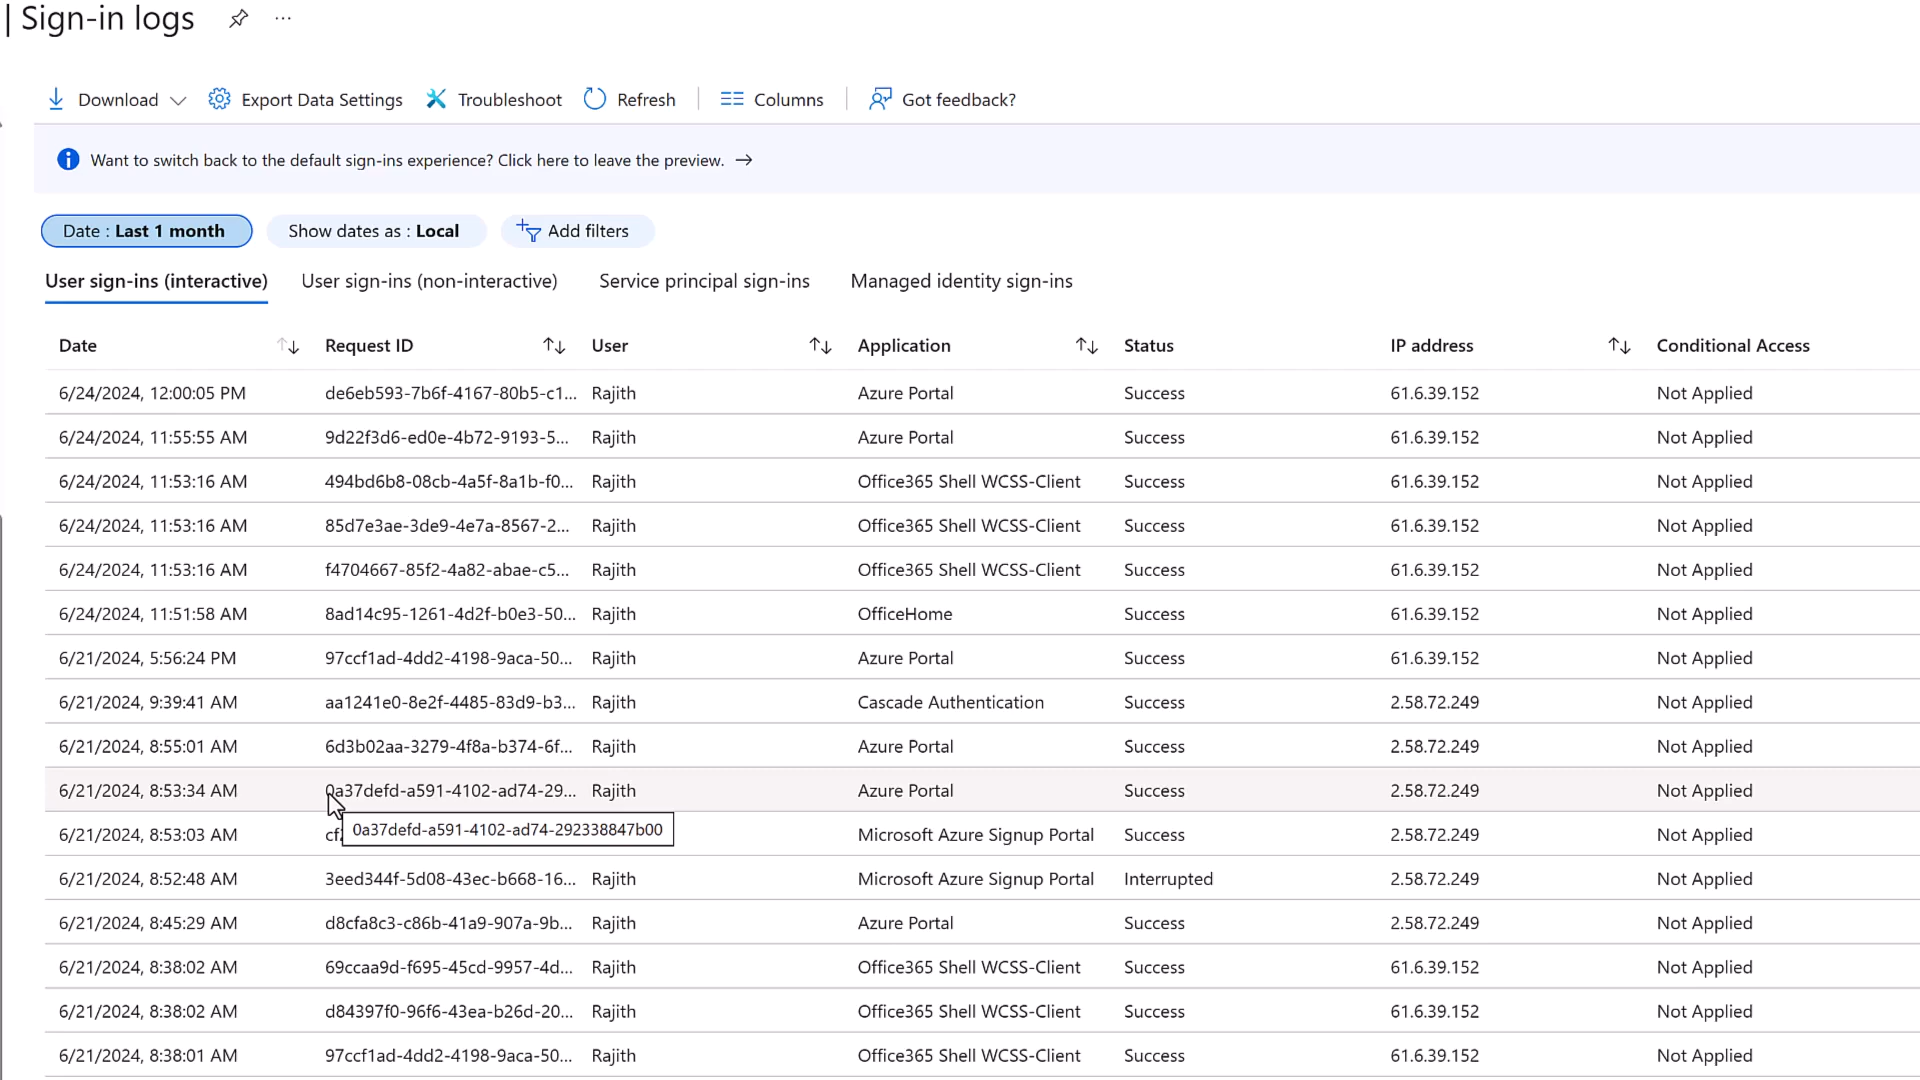 | Sign-in logs ...
Download Export Data Settings Troubleshoot Refresh | Columns | Got feedback?
Want to switch back to the default sign-ins experience? Click here to leave the preview. →
Date : Last 1 month Show dates as : Local Add filters
User sign-ins (interactive) User sign-ins (non-interactive) Service principal sign-ins Managed identity sign-ins
Date Request ID User Application Status IP address Conditional Access
6/24/2024, 12:00:05 PM de6eb593-7b6f-4167-80b5-c1... Rajith Azure Portal Success 61.6.39.152 Not Applied
6/24/2024, 11:55:55 AM 9d22f3d6-ed0e-4b72-9193-5... Rajith Azure Portal Success 61.6.39.152 Not Applied
6/24/2024, 11:53:16 AM 494bd6b8-08cb-4a5f-8a1b-f0... Rajith Office365 Shell WCSS-Client Success 61.6.39.152 Not Applied
6/24/2024, 11:53:16 AM 85d7e3ae-3de9-4e7a-8567-2... Rajith Office365 Shell WCSS-Client Success 61.6.39.152 Not Applied
6/24/2024, 11:53:16 AM f4704667-85f2-4a82-abae-c5... Rajith Office365 Shell WCSS-Client Success 61.6.39.152 Not Applied
6/24/2024, 11:51:58 AM 8ad14c95-1261-4d2f-b0e3-50... Rajith OfficeHome Success 61.6.39.152 Not Applied
6/21/2024, 5:56:24 PM 97ccf1ad-4dd2-4198-9aca-50... Rajith Azure Portal Success 61.6.39.152 Not Applied
6/21/2024, 9:39:41 AM aa1241e0-8e2f-4485-83d9-b3... Rajith Cascade Authentication Success 2.58.72.249 Not Applied
6/21/2024, 8:55:01 AM 6d3b02aa-3279-4f8a-b374-6f... Rajith Azure Portal Success 2.58.72.249 Not Applied
6/21/2024, 8:53:34 AM 0a37defd-a591-4102-ad74-29... Rajith Azure Portal Success 2.58.72.249 Not Applied
0a37defd-a591-4102-ad74-292338847b00
6/21/2024, 8:53:03 AM Microsoft Azure Signup Portal Success 2.58.72.249 Not Applied
6/21/2024, 8:52:48 AM 3eed344f-5d08-43ec-b668-16... Rajith Microsoft Azure Signup Portal Interrupted 2.58.72.249 Not Applied
6/21/2024, 8:45:29 AM d8cfa8c3-c86b-41a9-907a-9b... Rajith Azure Portal Success 2.58.72.249 Not Applied
6/21/2024, 8:38:02 AM 69ccaa9d-f695-45cd-9957-4d... Rajith Office365 Shell WCSS-Client Success 61.6.39.152 Not Applied
6/21/2024, 8:38:02 AM d84397f0-96f6-43ea-b26d-20... Rajith Office365 Shell WCSS-Client Success 61.6.39.152 Not Applied
6/21/2024, 8:38:01 AM 97ccf1ad-4dd2-4198-9aca-50... Rajith Office365 Shell WCSS-Client Success 61.6.39.152 Not Applied